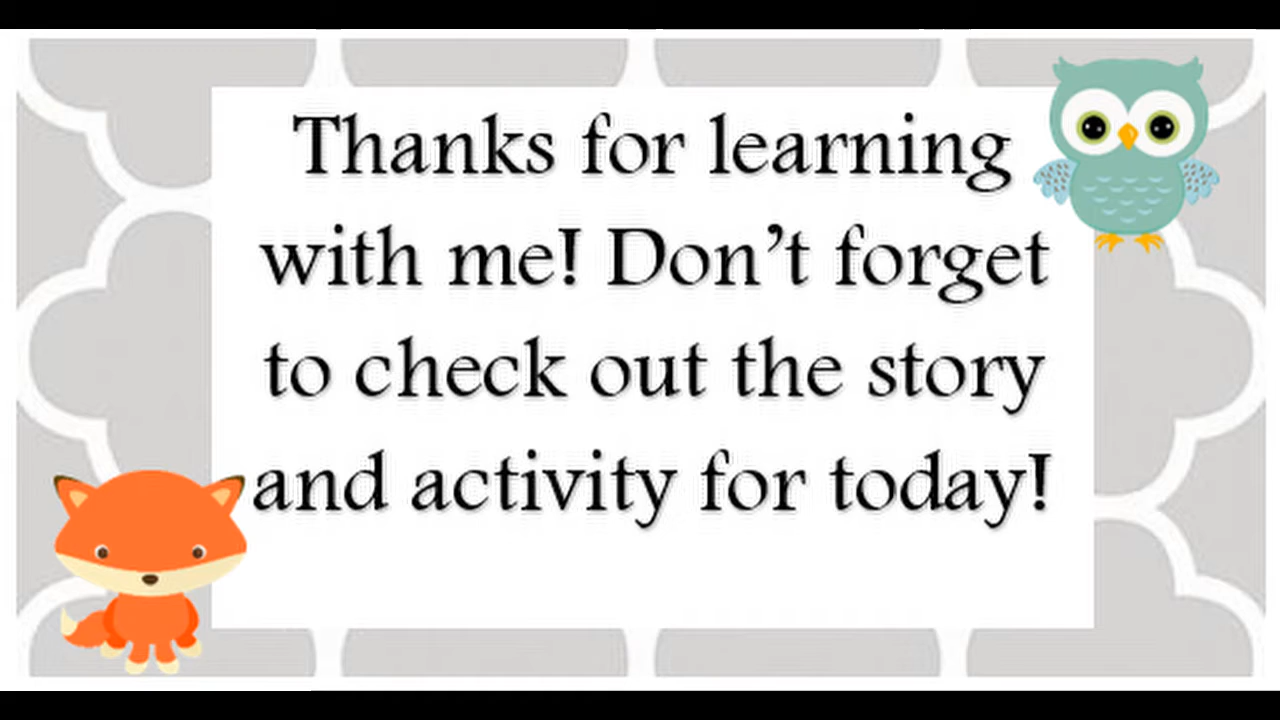 Thanks for learning
with me! Don’t forget
to check out the story
and activity for today!